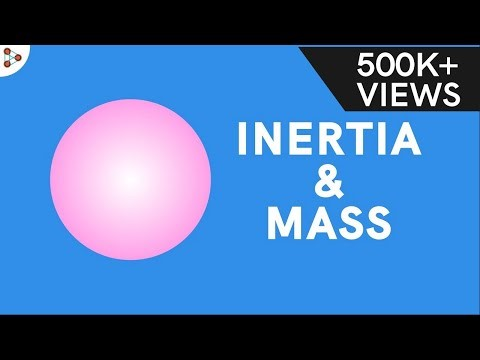 500K+
VIEWS
INERTIA
&
MASS